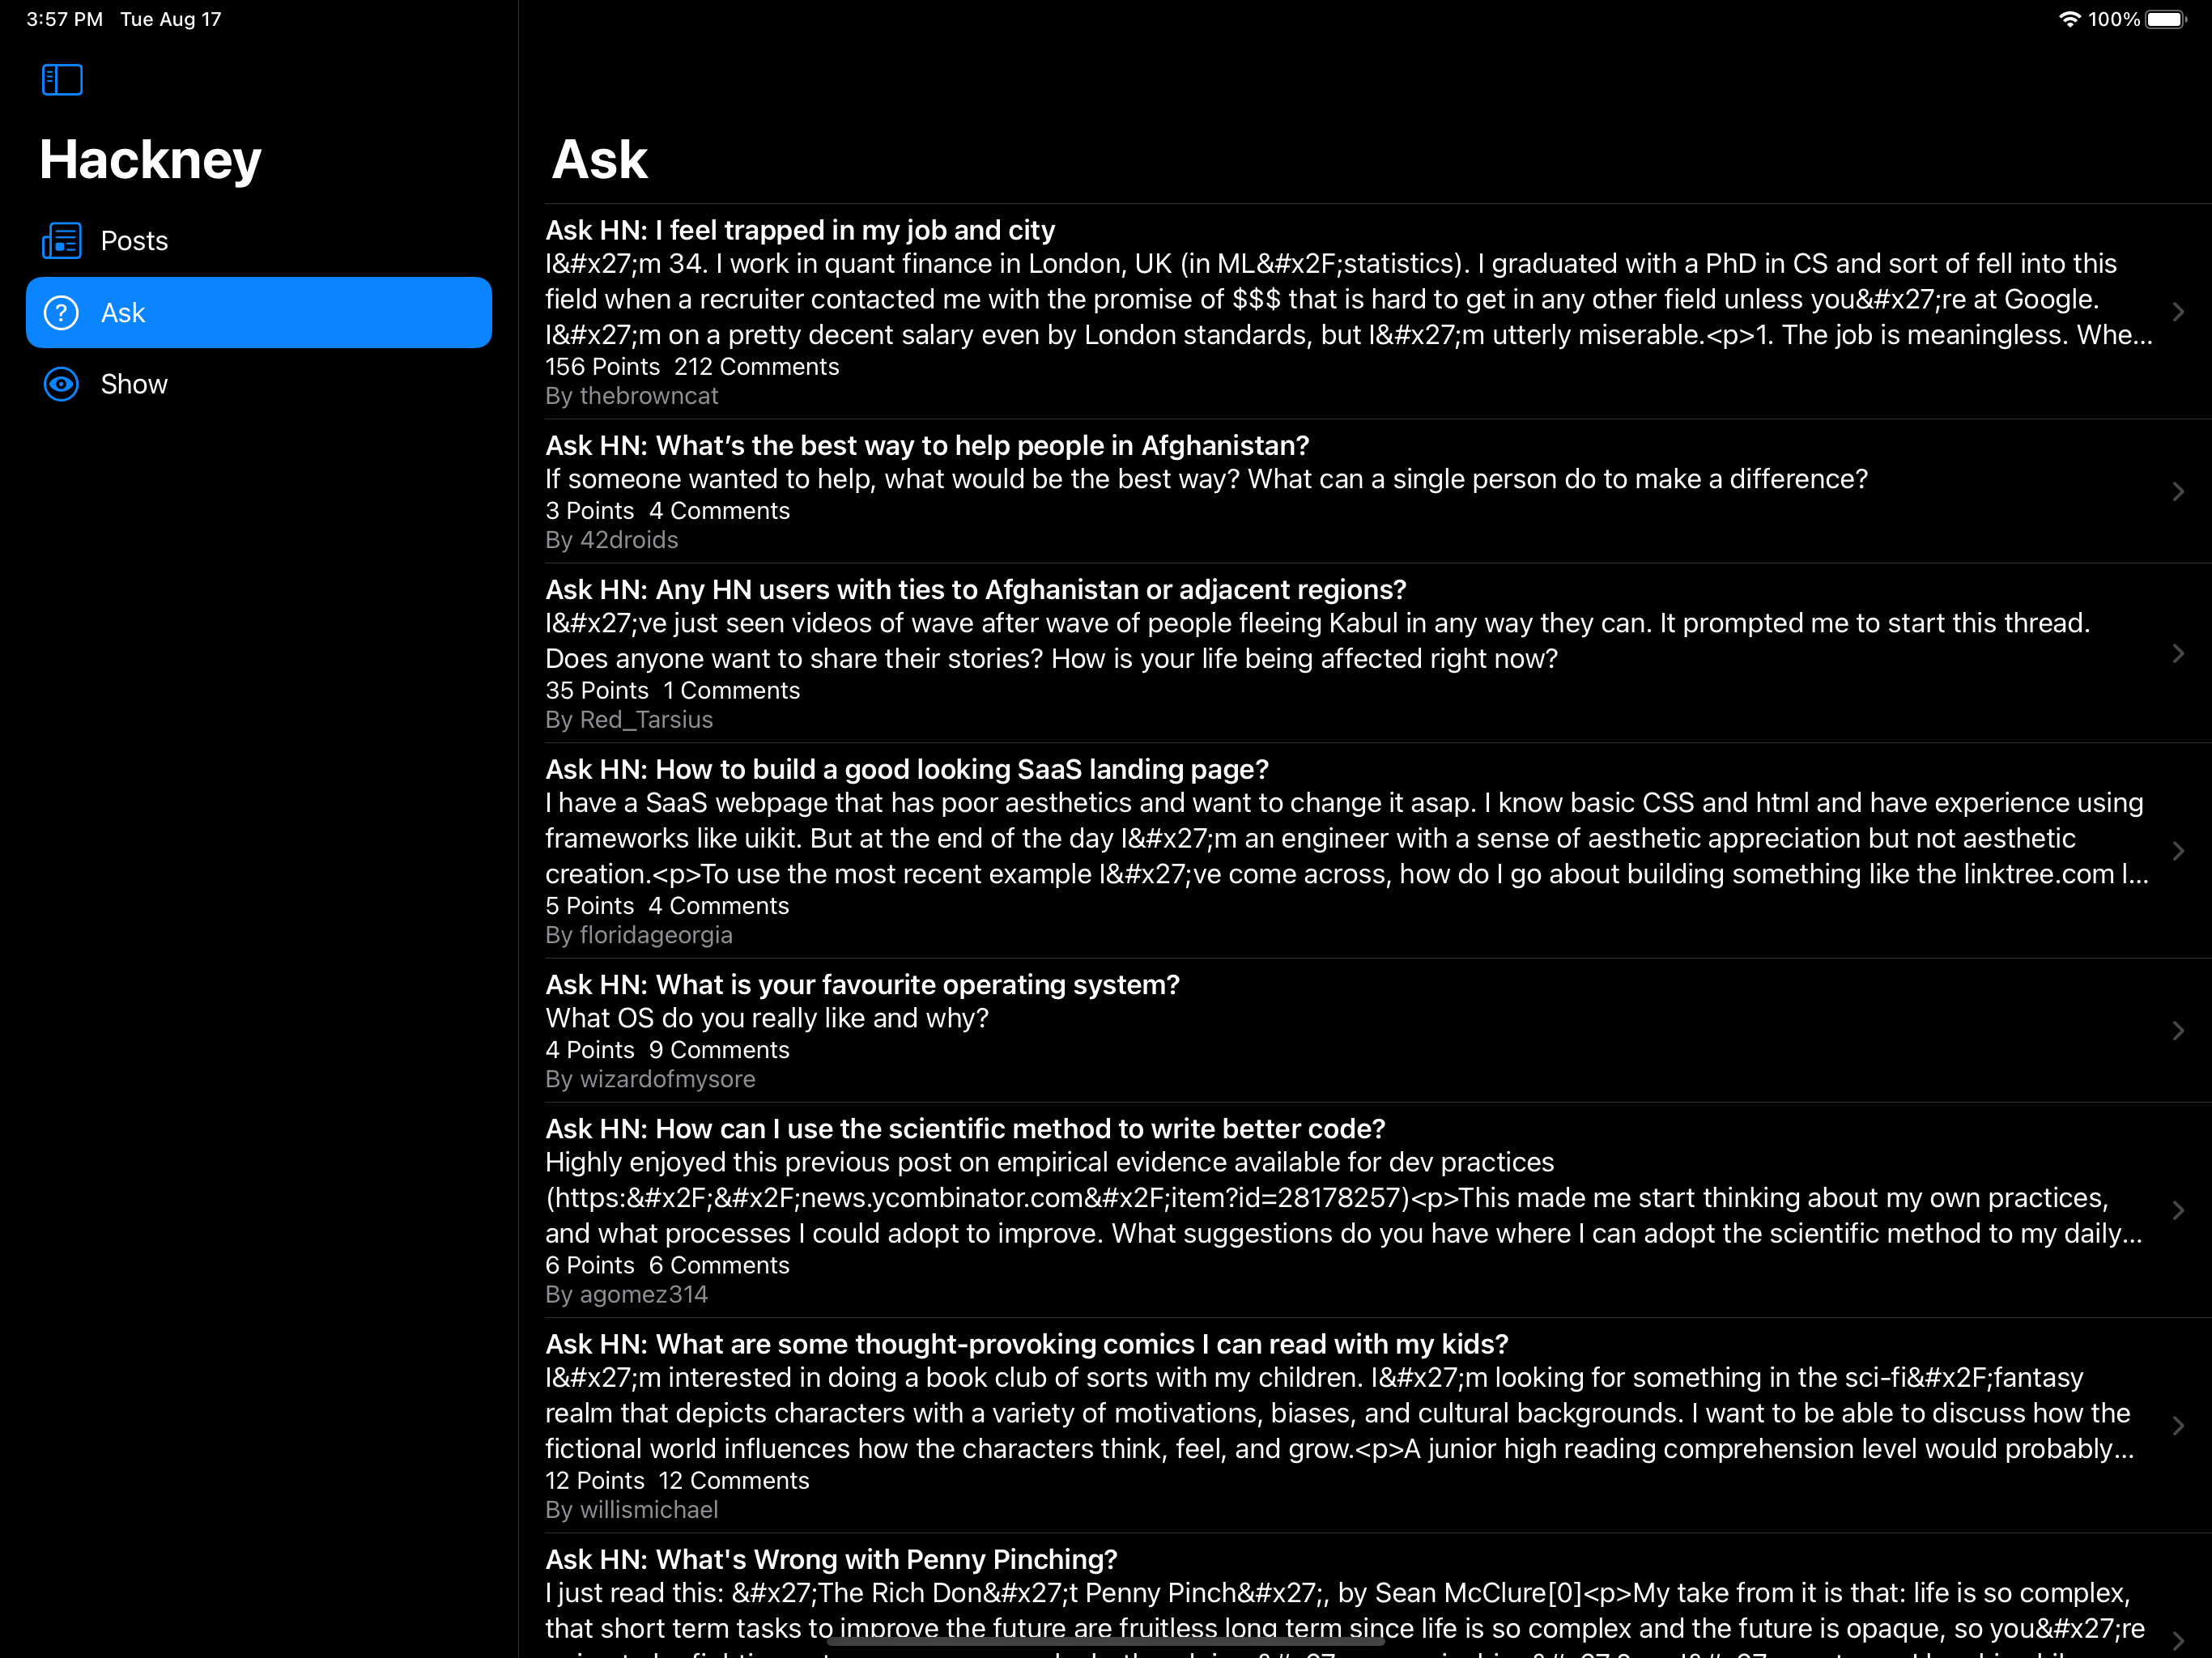 3:57 PM Tue Aug 17
100%
Hackney
Posts
Ask
Show
Ask
Ask HN: I feel trapped in my job and city
I&#x27;m 34. I work in quant finance in London, UK (in ML&#x2F;statistics). I graduated with a PhD in CS and sort of fell into this
field when a recruiter contacted me with the promise of $$$ that is hard to get in any other field unless you&#x27;re at Google.
I&#x27;m on a pretty decent salary even by London standards, but I&#x27;m utterly miserable.<p>1. The job is meaningless. Whe...
156 Points 212 Comments
By thebrowncat
Ask HN: What’s the best way to help people in Afghanistan?
If someone wanted to help, what would be the best way? What can a single person do to make a difference?
3 Points 4 Comments
By 42droids
Ask HN: Any HN users with ties to Afghanistan or adjacent regions?
I&#x27;ve just seen videos of wave after wave of people fleeing Kabul in any way they can. It prompted me to start this thread.
Does anyone want to share their stories? How is your life being affected right now?
35 Points 1 Comments
By Red_Tarsius
Ask HN: How to build a good looking SaaS landing page?
I have a SaaS webpage that has poor aesthetics and want to change it asap. I know basic CSS and html and have experience using
frameworks like uikit. But at the end of the day I&#x27;m an engineer with a sense of aesthetic appreciation but not aesthetic
creation.<p>To use the most recent example I&#x27;ve come across, how do I go about building something like the linktree.com l...
5 Points 4 Comments
By floridageorgia
Ask HN: What is your favourite operating system?
What OS do you really like and why?
4 Points 9 Comments
By wizardofmysore
Ask HN: How can I use the scientific method to write better code?
Highly enjoyed this previous post on empirical evidence available for dev practices
(https:&#x2F;&#x2F;news.ycombinator.com&#x2F;item?id=28178257)<p>This made me start thinking about my own practices,
and what processes I could adopt to improve. What suggestions do you have where I can adopt the scientific method to my daily...
6 Points 6 Comments
By agomez314
Ask HN: What are some thought-provoking comics I can read with my kids?
I&#x27;m interested in doing a book club of sorts with my children. I&#x27;m looking for something in the sci-fi&#x2F;fantasy
realm that depicts characters with a variety of motivations, biases, and cultural backgrounds. I want to be able to discuss how the
fictional world influences how the characters think, feel, and grow.<p>A junior high reading comprehension level would probably...
12 Points 12 Comments
By willismichael
Ask HN: What's Wrong with Penny Pinching?
I just read this: &#x27;The Rich Don&#x27;t Penny Pinch&#x27;, by Sean McClure[0]<p>My take from it is that: life is so complex,
that short term tasks to improve the future are fruitless long term since life is so complex and the future is opaque, so you&#x27;re